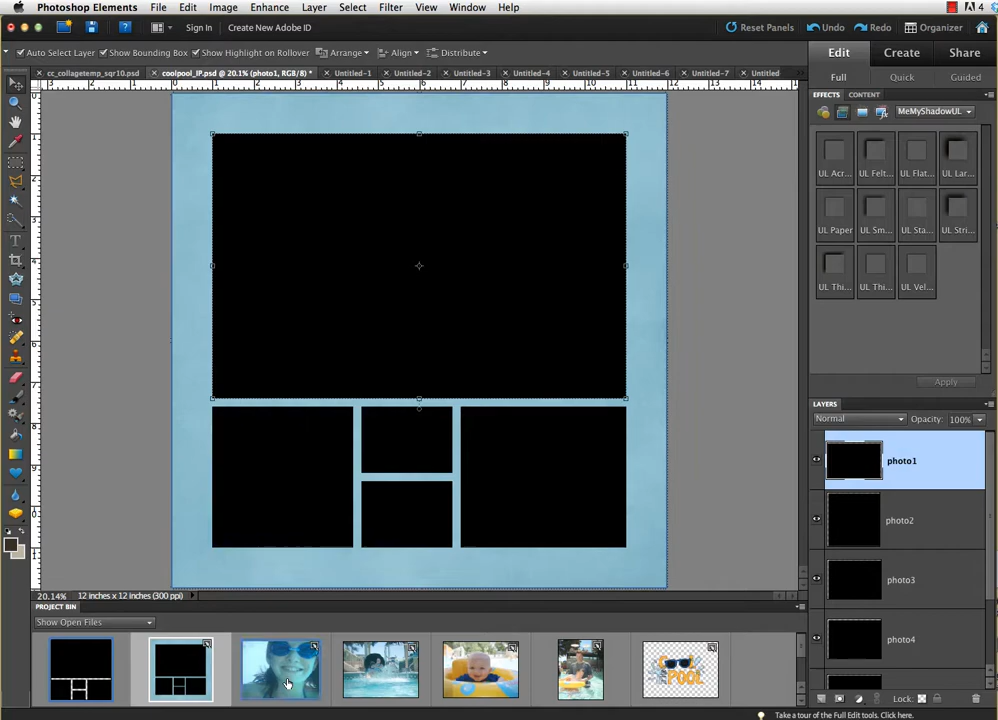 Photoshop Elements File Edit Image Enhance Layer Select Filter View Window Help 4
Sign In Create New Adobe ID Reset Panels Undo Redo Organizer
Auto Select Layer Show Bounding Box Show Highlight on Rollover Arrange Align Distribute
Edit Create Share
cc_collagetemp_sqr10.psd coolpool_IP.psd @ 20.1% (photo1, RGB/8) * Untitled-1 Untitled-2 Untitled-3 Untitled-4 Untitled-5 Untitled-6 Untitled-7 Untitled
Full Quick Guided
EFFECTS CONTENT
MeMyShadowUL
UL Acr... UL Felt... UL Flat... UL Lar...
UL Paper UL Sm... UL Sta... UL Stri...
UL Thi... UL Thi... UL Vel...
Apply
LAYERS
Normal Opacity: 100%
photo1
photo2
photo3
photo4
20.14% 12 inches x 12 inches (300 ppi)
PROJECT BIN
Show Open Files
COOL
POOL
Lock:
Take a tour of the Full Edit tools. Click here.